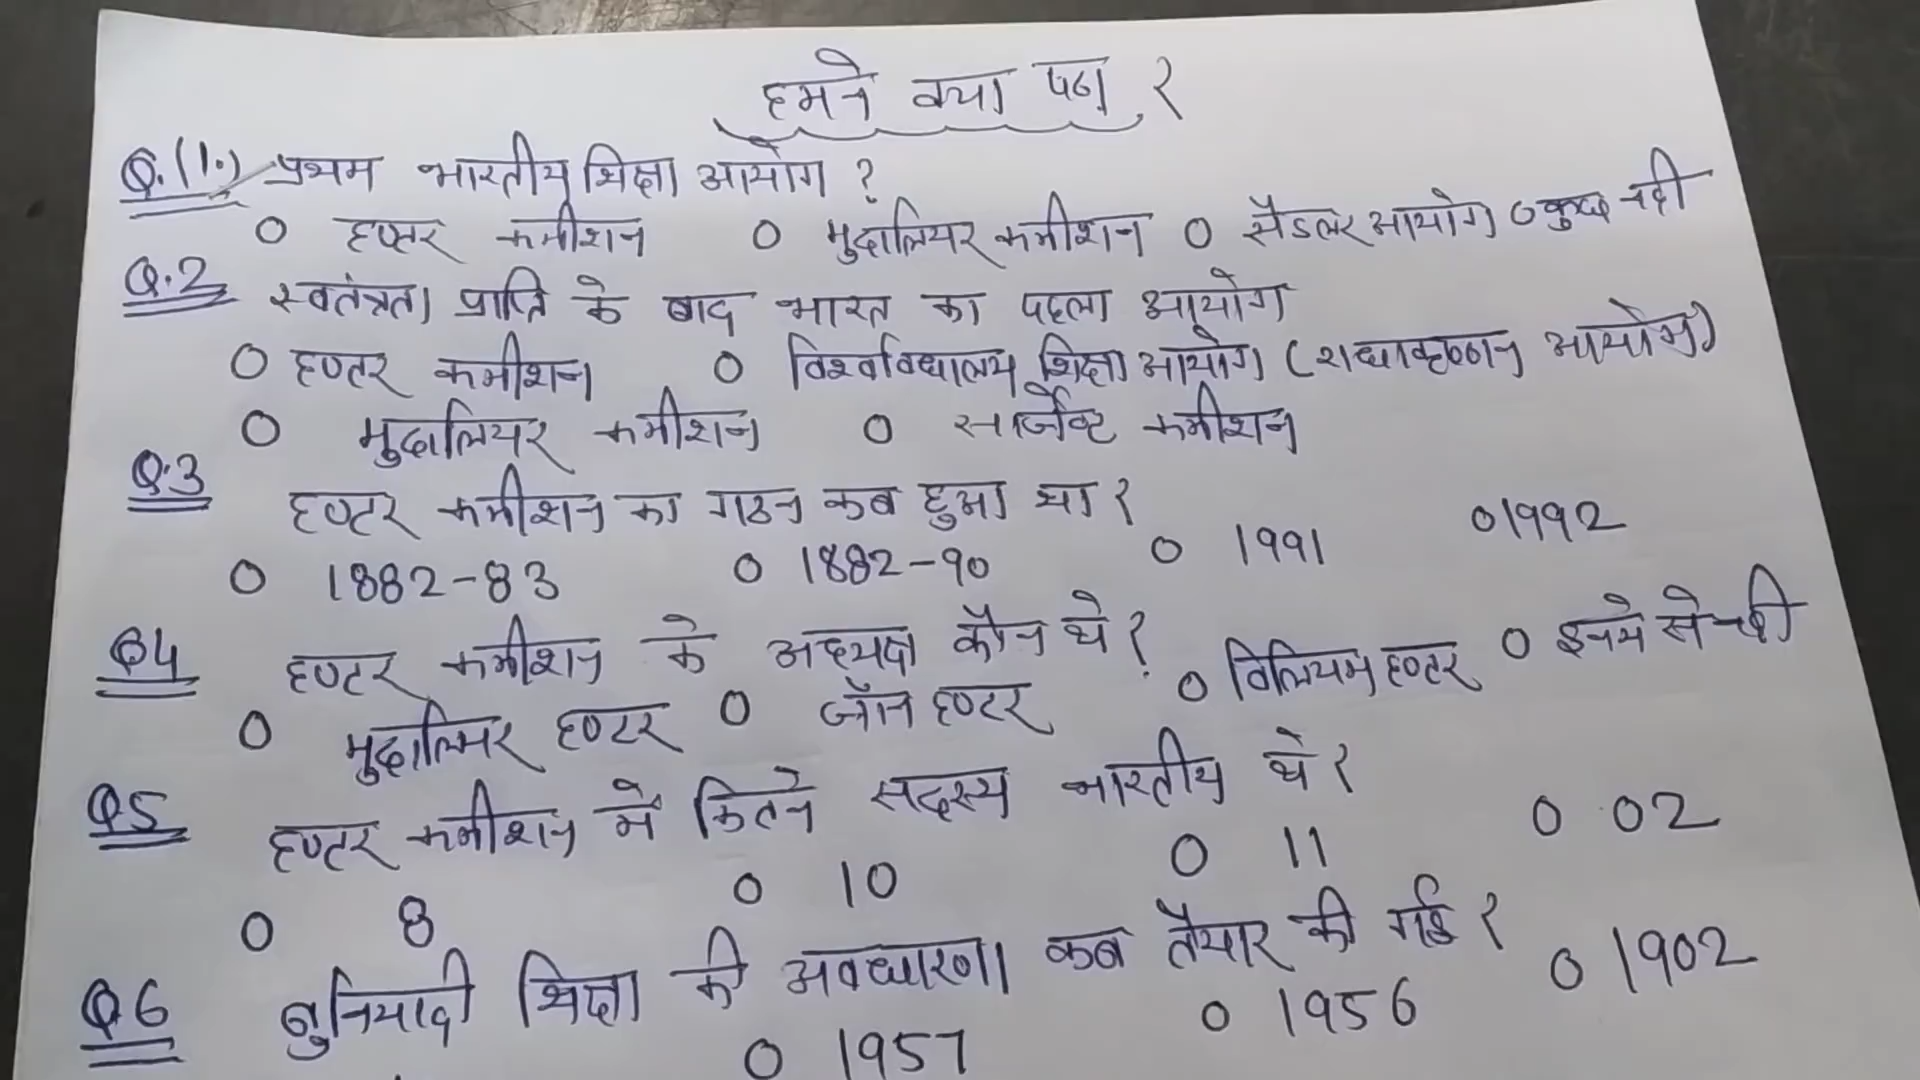 हमने क्या पढा ?
Q.(1.) प्रथम भारतीय शिक्षा आयोग ?
O हण्टर कमीशन O मुदालियर कमीशन O सैडलर आयोग O कुछ नही
Q.2 स्वतंत्रता प्राप्ति के बाद भारत का पहला आयोग
O हण्टर कमीशन O विश्वविद्यालय शिक्षा आयोग (राधाकृष्णन आयोग)
O मुदालियर कमीशन O सार्जेण्ट कमीशन
Q.3 हण्टर कमीशन का गठन कब हुआ था ?
O 1882-83 O 1882-90 O 1991 O 1992
Q4 हण्टर कमीशन के अध्यक्ष कौन थे ?
O मुदालियर हण्टर O जॉन हण्टर O विलियम हण्टर O इनमे से नही
Q5 हण्टर कमीशन में कितने सदस्य भारतीय थे ?
O 8 O 10 O 11 O 02
Q6 बुनियादी शिक्षा की अवधारणा कब तैयार की गई ?
O 1957 O 1956 O 1902